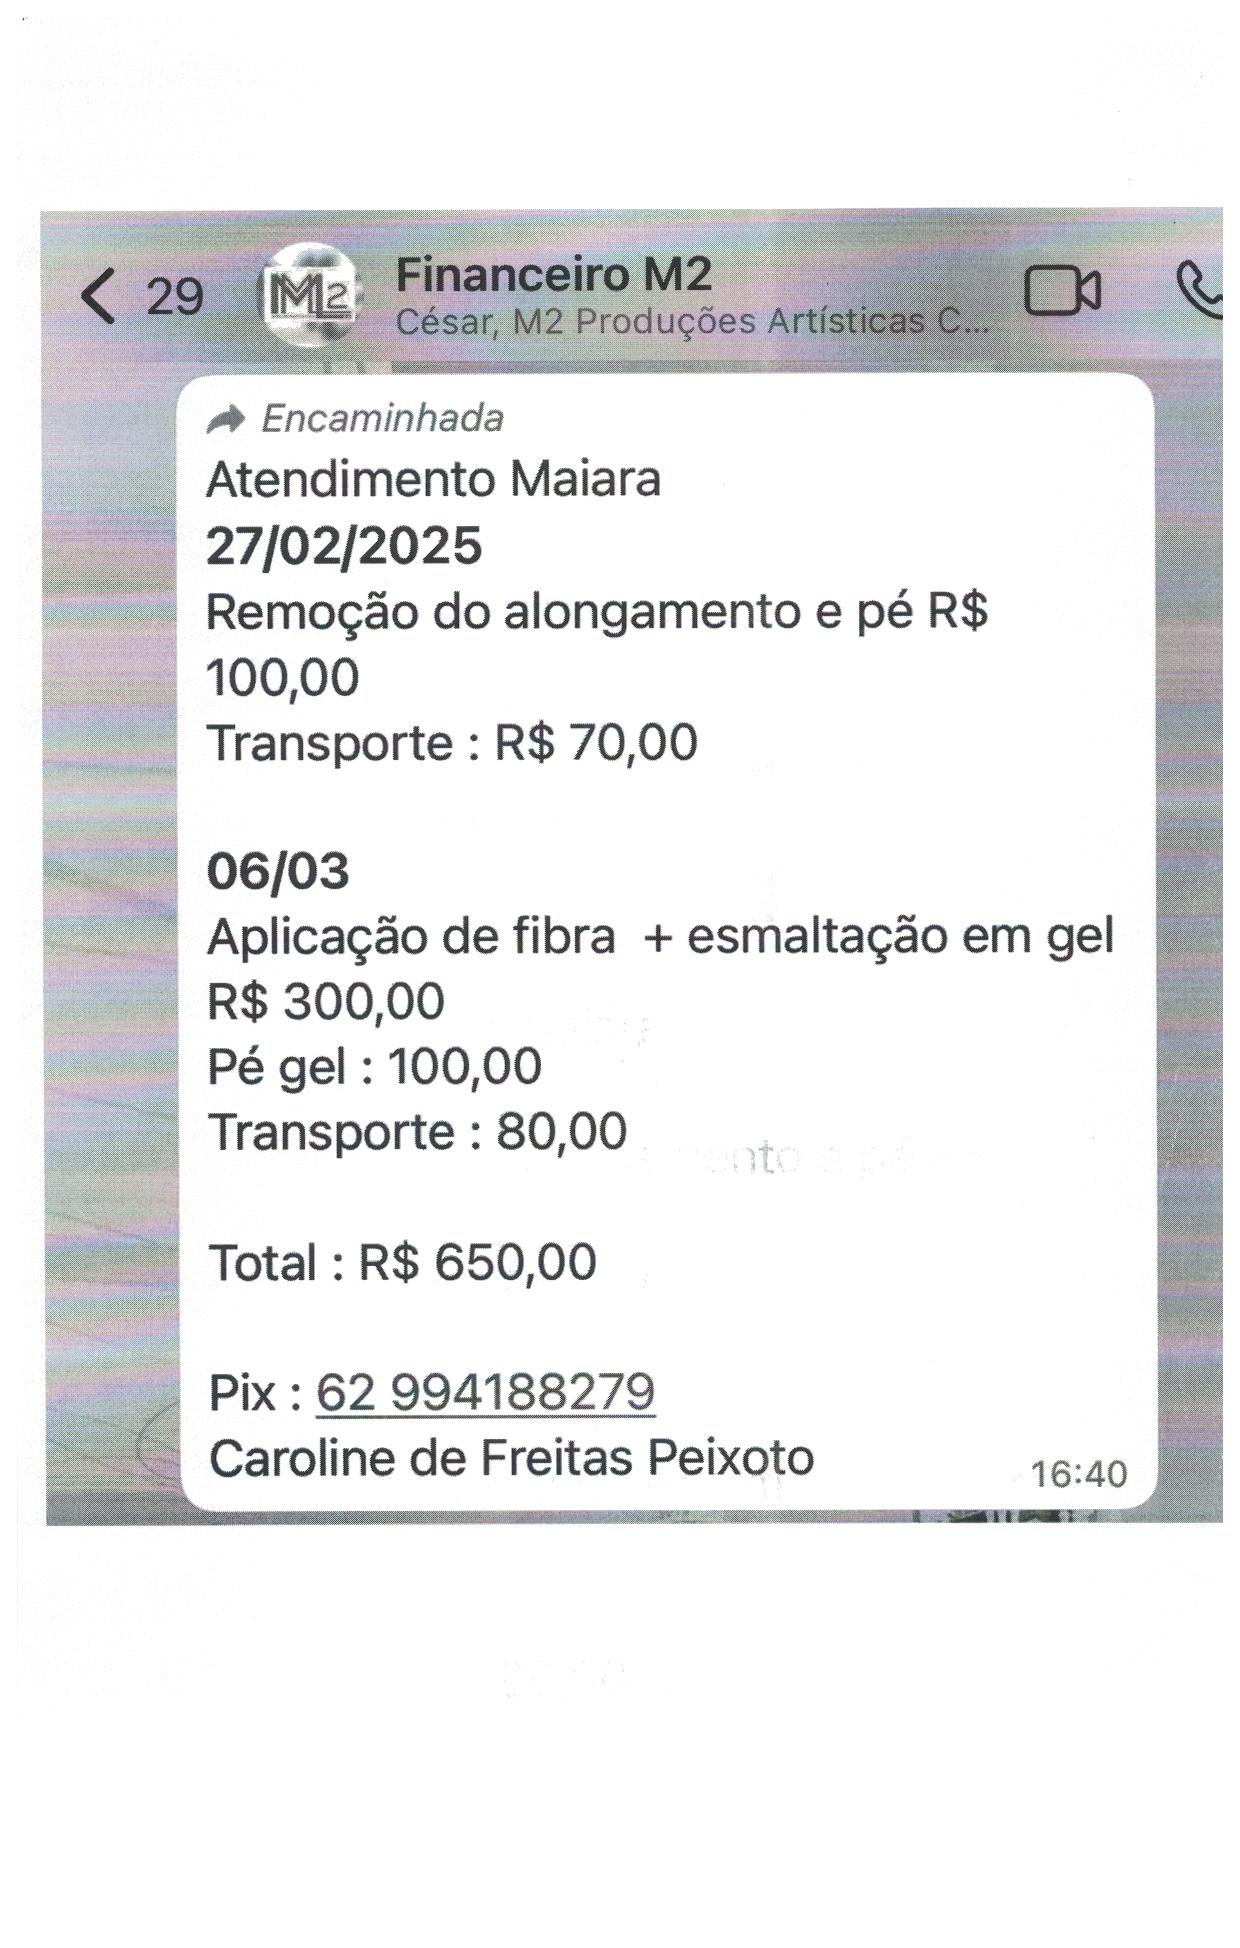 29
M2
Financeiro M2
César, M2 Produções Artísticas C...
Encaminhada
Atendimento Maiara
27/02/2025
Remoção do alongamento e pé R$
100,00
Transporte : R$ 70,00
06/03
Aplicação de fibra + esmaltação em gel
R$ 300,00
Pé gel : 100,00
Transporte : 80,00
Total : R$ 650,00
Pix : 62 994188279
Caroline de Freitas Peixoto
16:40